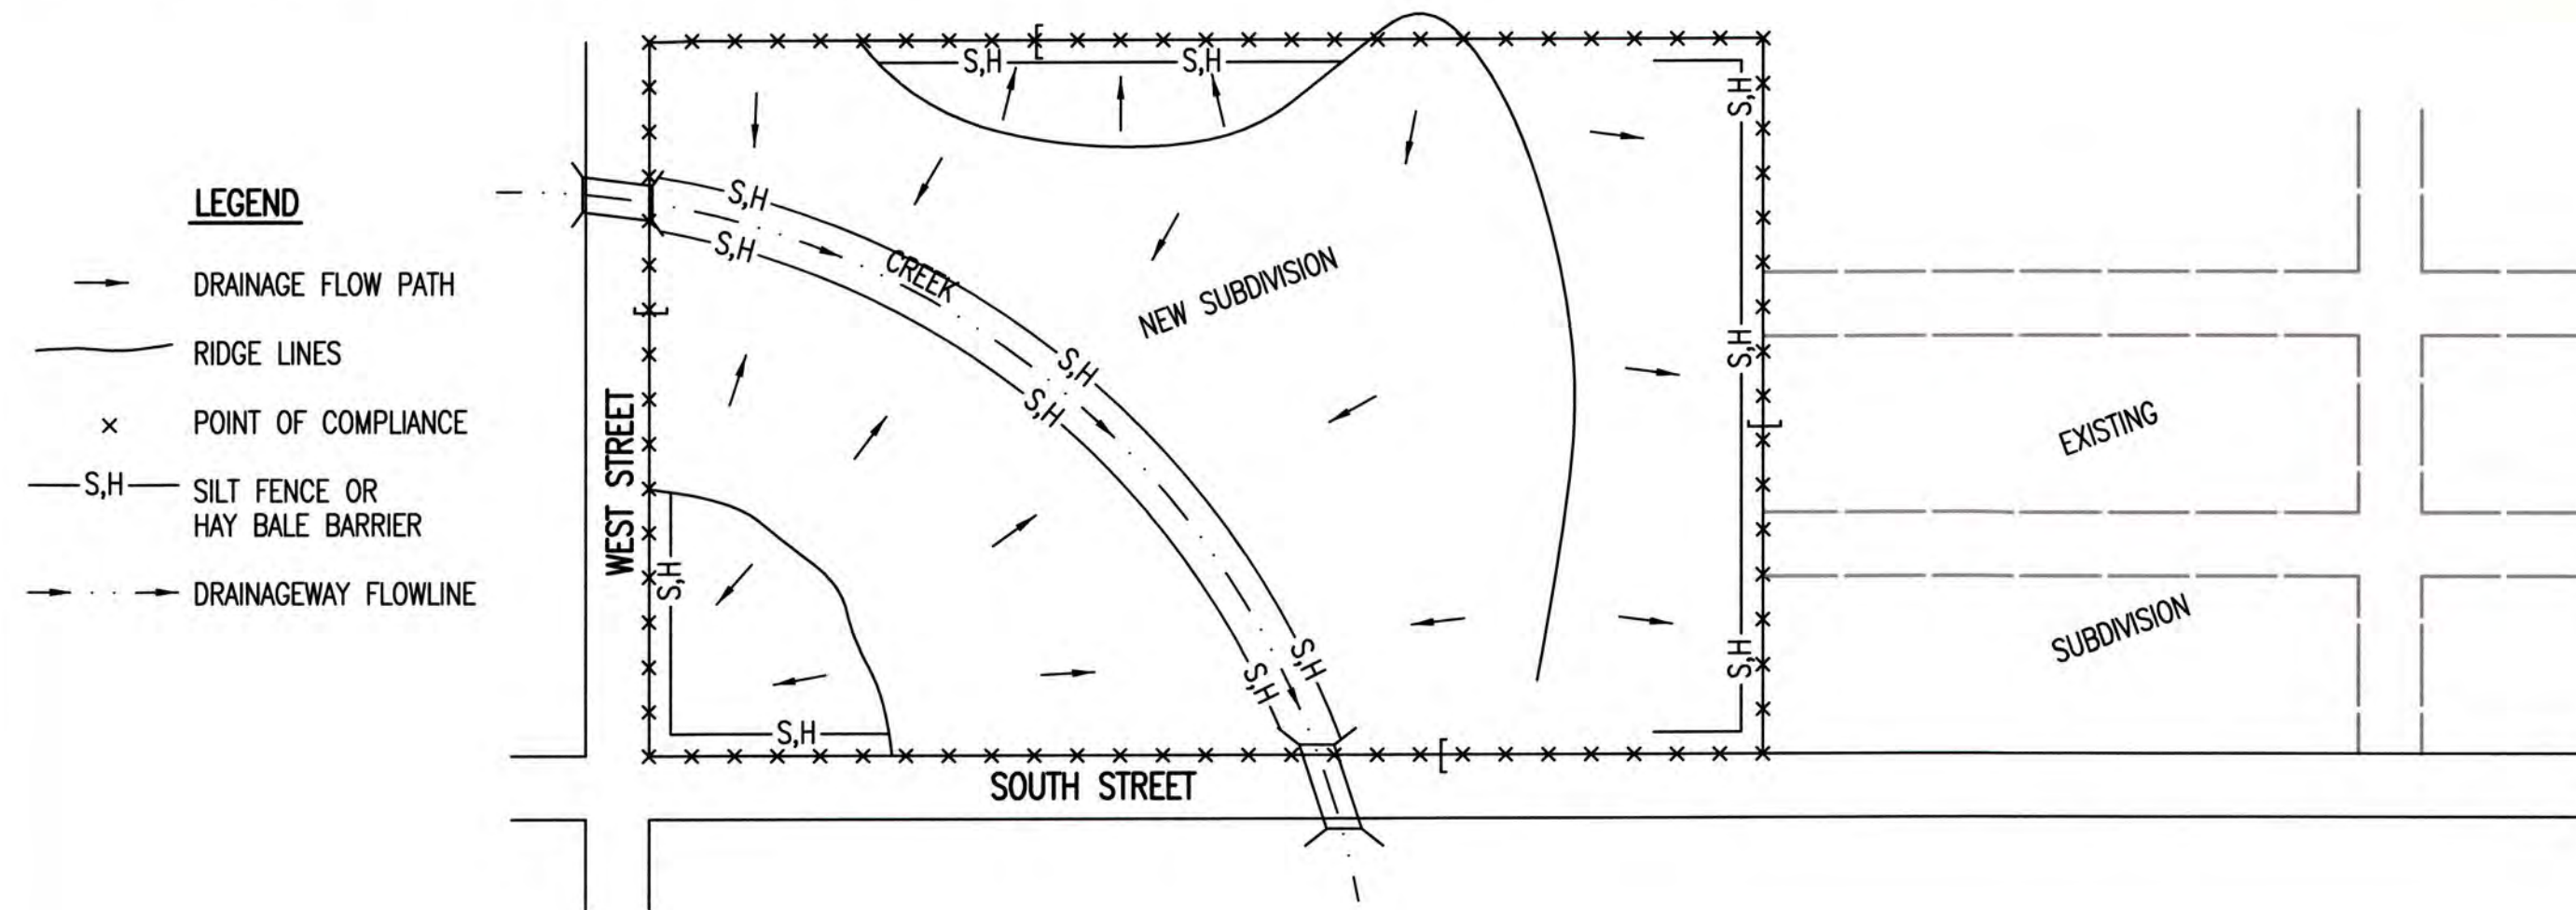 LEGEND
DRAINAGE FLOW PATH
RIDGE LINES
× POINT OF COMPLIANCE
S,H SILT FENCE OR
HAY BALE BARRIER
DRAINAGEWAY FLOWLINE
S,H
S,H
S,H
S,H
S,H
CREEK
NEW SUBDIVISION
S,H
S,H
S,H
WEST STREET
EXISTING
S,H
S,H
S,H
S,H
SUBDIVISION
S,H
SOUTH STREET